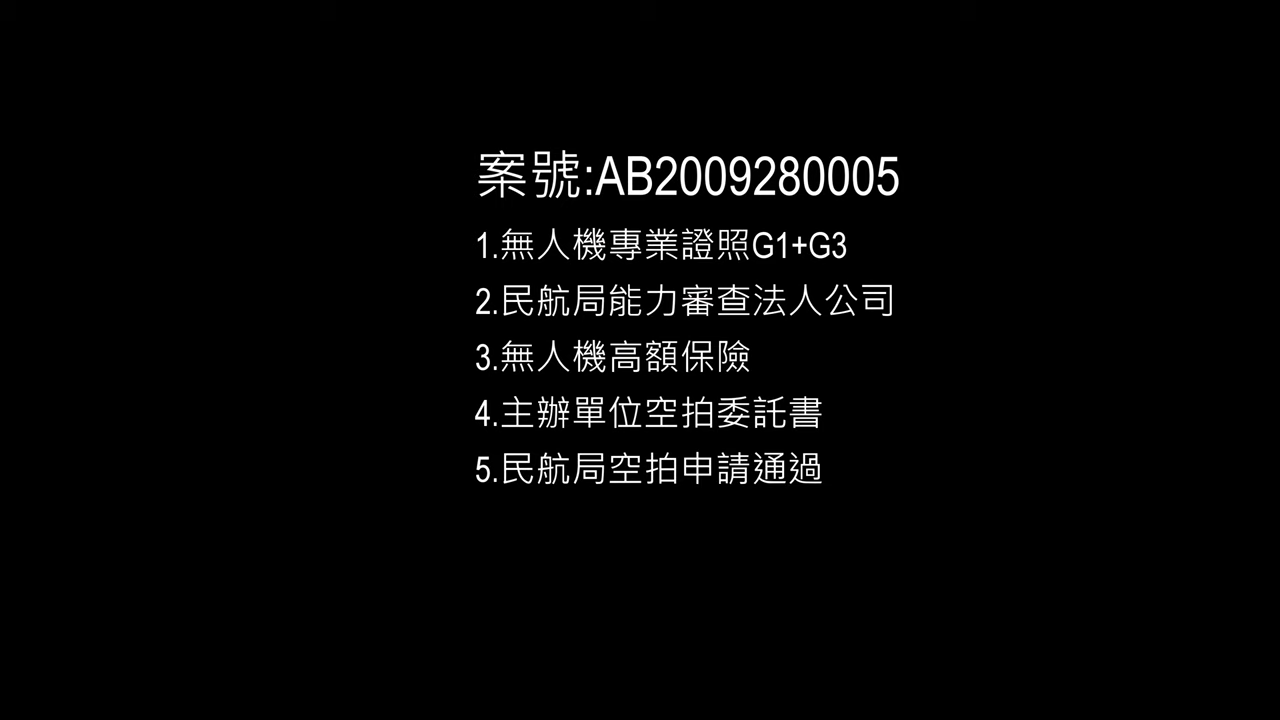 案號:AB2009280005
1.無人機專業證照G1+G3
2.民航局能力審查法人公司
3.無人機高額保險
4.主辦單位空拍委託書
5.民航局空拍申請通過